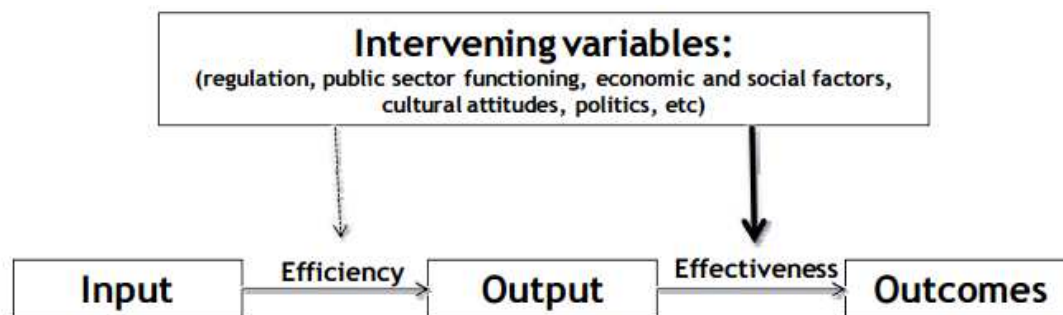 Intervening variables:
(regulation, public sector functioning, economic and social factors,
cultural attitudes, politics, etc)
Efficiency
Effectiveness
Input
Output
Outcomes